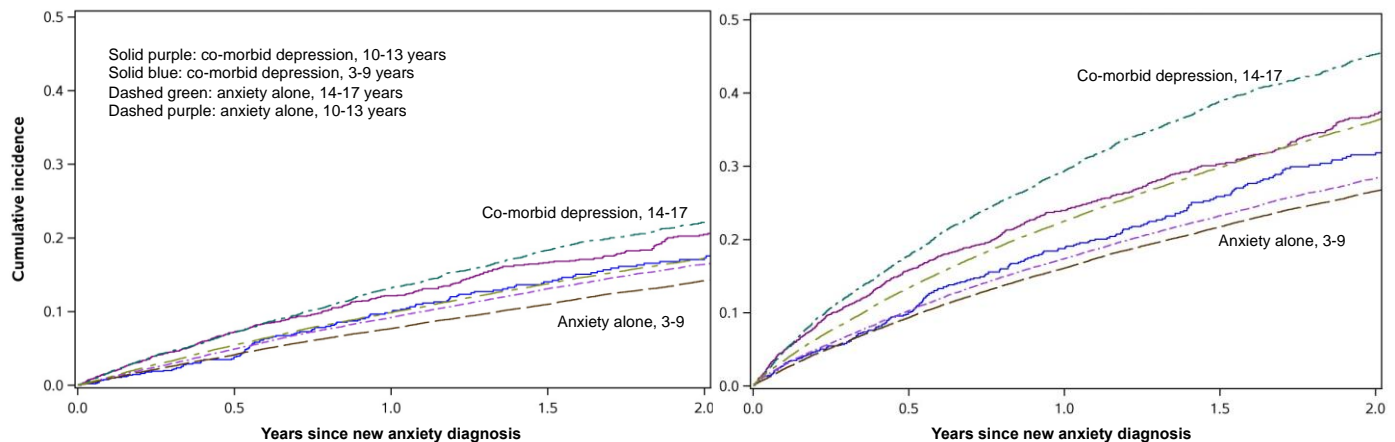 0.5
0.4
0.3
0.2
0.1
0.0
Cumulative incidence
Solid purple: co-morbid depression, 10-13 years
Solid blue: co-morbid depression, 3-9 years
Dashed green: anxiety alone, 14-17 years
Dashed purple: anxiety alone, 10-13 years
Co-morbid depression, 14-17
Anxiety alone, 3-9
0.0 0.5 1.0 1.5 2.0
Years since new anxiety diagnosis
0.5
0.4
0.3
0.2
0.1
0.0
Co-morbid depression, 14-17
Anxiety alone, 3-9
0.0 0.5 1.0 1.5 2.0
Years since new anxiety diagnosis